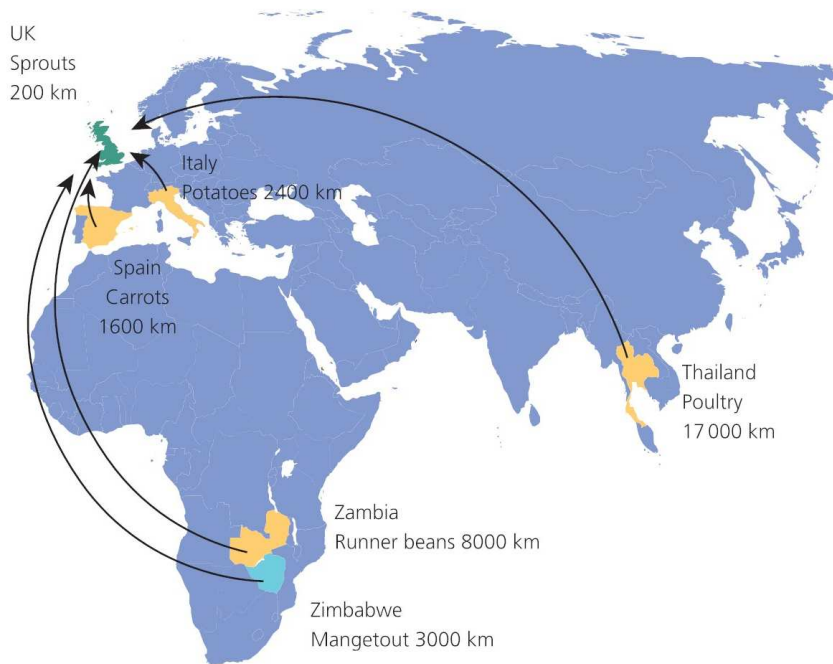 UK
Sprouts
200 km
Italy
Potatoes 2400 km
Spain
Carrots
1600 km
Thailand
Poultry
17 000 km
Zambia
Runner beans 8000 km
Zimbabwe
Mangetout 3000 km